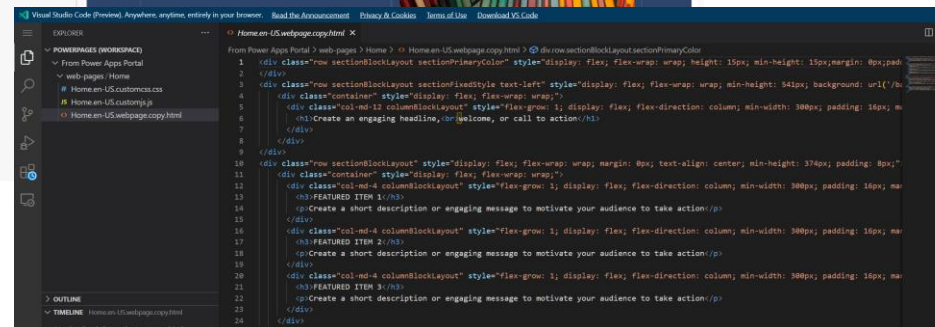 Visual Studio Code (Preview). Anywhere, anytime, entirely in your browser. Read the Announcement Privacy & Cookies Terms of Use Download VS Code
EXPLORER
Home.en-US.webpage.copy.html
POWERPAGES (WORKSPACE)
From Power Apps Portal
web-pages / Home
# Home.en-US.customcss.css
JS Home.en-US.customjs.js
Home.en-US.webpage.copy.html
OUTLINE
TIMELINE Home.en-US.webpage.copy.html
From Power Apps Portal > web-pages > Home > Home.en-US.webpage.copy.html > div.row.sectionBlockLayout.sectionPrimaryColor
1 <div class="row sectionBlockLayout sectionPrimaryColor" style="display: flex; flex-wrap: wrap; height: 15px; min-height: 15px;margin: 0px;pad
2 </div>
3 <div class="row sectionBlockLayout sectionFixedStyle text-left" style="display: flex; flex-wrap: wrap; min-height: 541px; background: url('/b
4 <div class="container" style="display: flex; flex-wrap: wrap;">
5 <div class="col-md-12 columnBlockLayout" style="flex-grow: 1; display: flex; flex-direction: column; min-width: 300px; padding: 16px; m
6 <h1>Create an engaging headline,<br>welcome, or call to action</h1>
7 </div>
8 </div>
9 </div>
10 <div class="row sectionBlockLayout" style="display: flex; flex-wrap: wrap; margin: 0px; text-align: center; min-height: 374px; padding: 8px;"
11 <div class="container" style="display: flex; flex-wrap: wrap;">
12 <div class="col-md-4 columnBlockLayout" style="flex-grow: 1; display: flex; flex-direction: column; min-width: 300px; padding: 16px; mar
13 <h3>FEATURED ITEM 1</h3>
14 <p>Create a short description or engaging message to motivate your audience to take action</p>
15 </div>
16 <div class="col-md-4 columnBlockLayout" style="flex-grow: 1; display: flex; flex-direction: column; min-width: 300px; padding: 16px; mar
17 <h3>FEATURED ITEM 2</h3>
18 <p>Create a short description or engaging message to motivate your audience to take action</p>
19 </div>
20 <div class="col-md-4 columnBlockLayout" style="flex-grow: 1; display: flex; flex-direction: column; min-width: 300px; padding: 16px; mar
21 <h3>FEATURED ITEM 3</h3>
22 <p>Create a short description or engaging message to motivate your audience to take action</p>
23 </div>
24 </div>